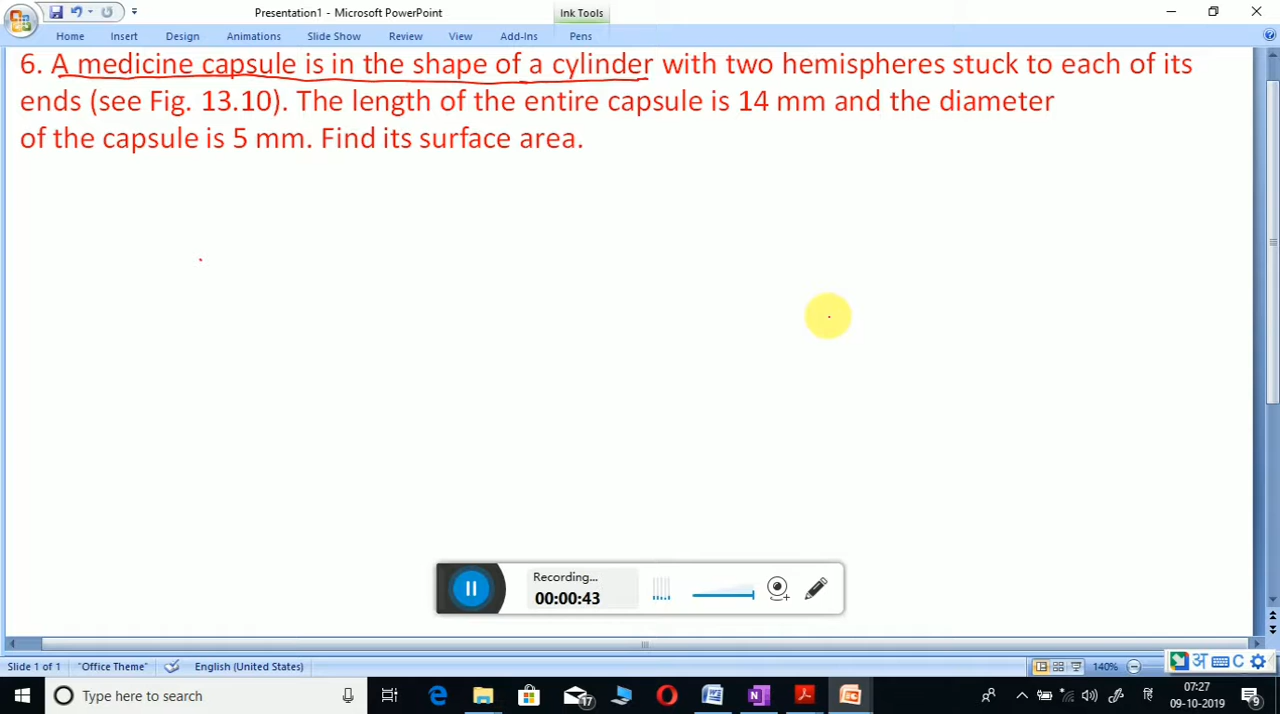 Presentation1 - Microsoft PowerPoint
Ink Tools
Home Insert Design Animations Slide Show Review View Add-Ins Pens
6. A medicine capsule is in the shape of a cylinder with two hemispheres stuck to each of its
ends (see Fig. 13.10). The length of the entire capsule is 14 mm and the diameter
of the capsule is 5 mm. Find its surface area.
Recording...
00:00:43
Slide 1 of 1 "Office Theme" English (United States) 140% अ C
Type here to search 17 हि 07:27
09-10-2019 9